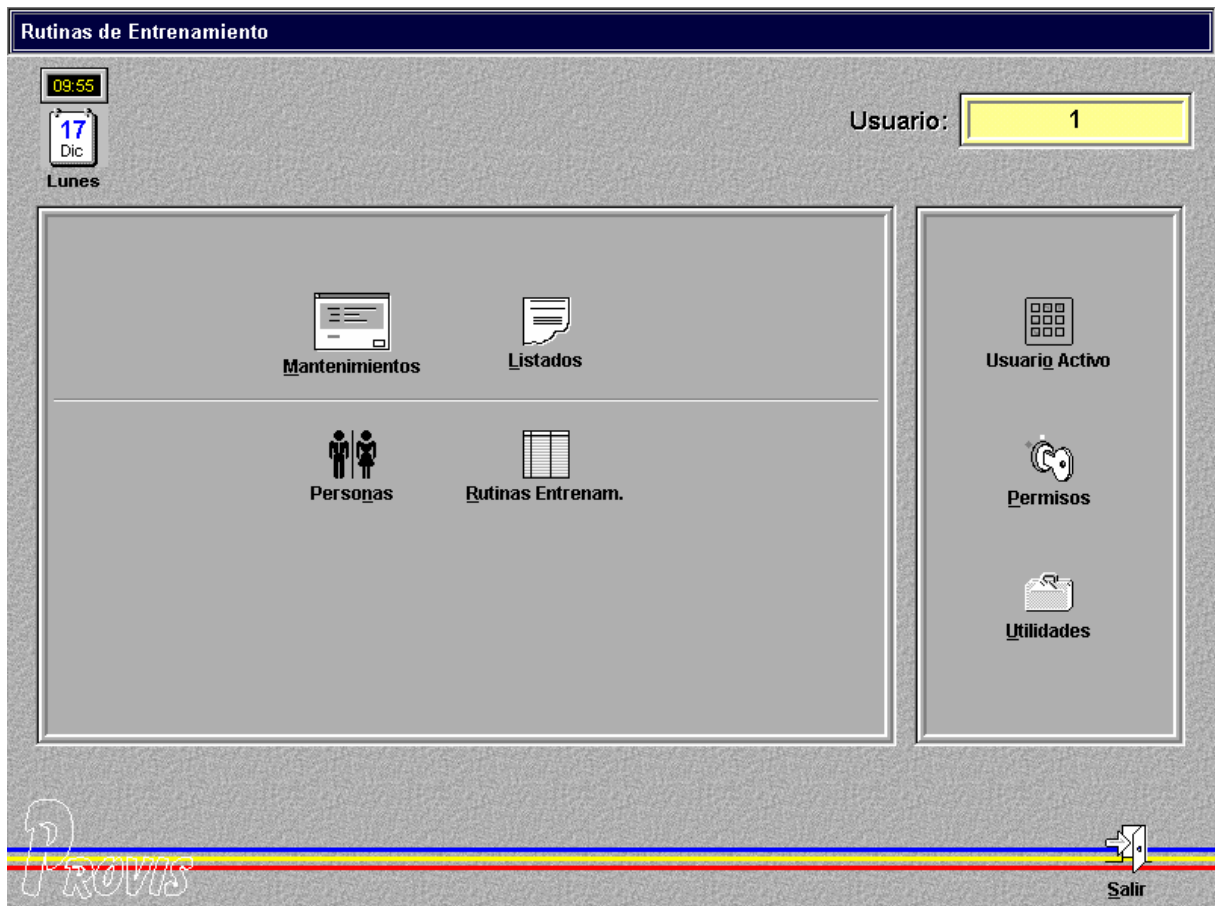 Rutinas de Entrenamiento
09:55
17
Dic
Lunes
Usuario: 1
Mantenimientos
Listados
Personas
Rutinas Entrenam.
Usuario Activo
Permisos
Utilidades
PROVIS
Salir